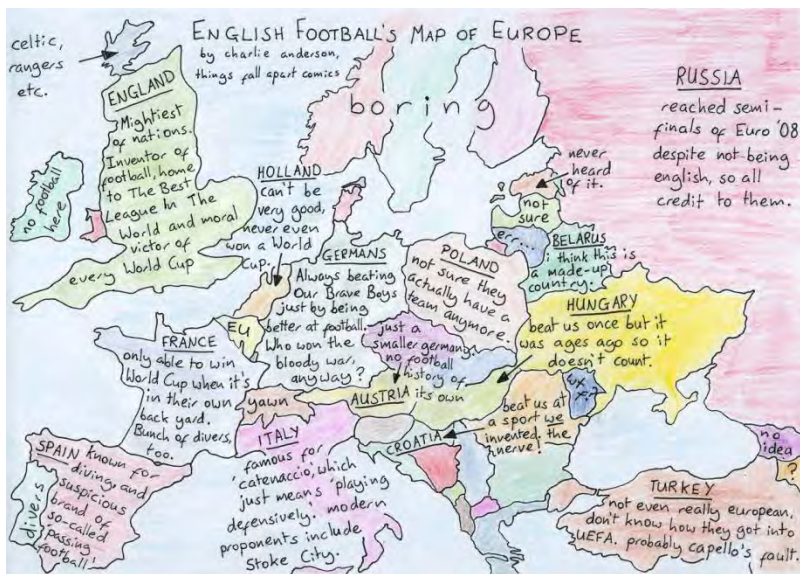 ENGLISH FOOTBALL'S MAP OF EUROPE
by charlie anderson,
things fall apart comics
celtic,
rangers
etc.
ENGLAND
Mightiest
of nations.
Inventor of
football, home
to The Best
League In The
World and moral
victor of
every World Cup
no football
here
boring
RUSSIA
reached semi-
finals of Euro '08
despite not being
english, so all
credit to them.
never
heard
of it.
not
sure
err...
BELARUS
i think this is
a made-up
country.
HOLLAND
can't be
very good,
never even
won a World
Cup.
GERMANS
Always beating
Our Brave Boys
just by being
better at football.
Who won the
bloody war,
anyway?
POLAND
not sure they
actually have a
team anymore.
EU
FRANCE
only able to win
World Cup when it's
in their own
back yard.
Bunch of divers,
too.
yawn
just a
smaller germany.
no football
history of
its own
AUSTRIA
HUNGARY
beat us once but it
was ages ago so it
doesn't count.
CROATIA
beat us at
a sport we
invented. the
nerve!
ITALY
famous for
'catenaccio', which
just means 'playing
defensively'. modern
proponents include
Stoke City.
SPAIN known for
diving and
suspicious
brand of
so-called
'passing
football'.
divers
no
idea
?
TURKEY
not even really european,
don't know how they got into
UEFA. probably capello's fault.